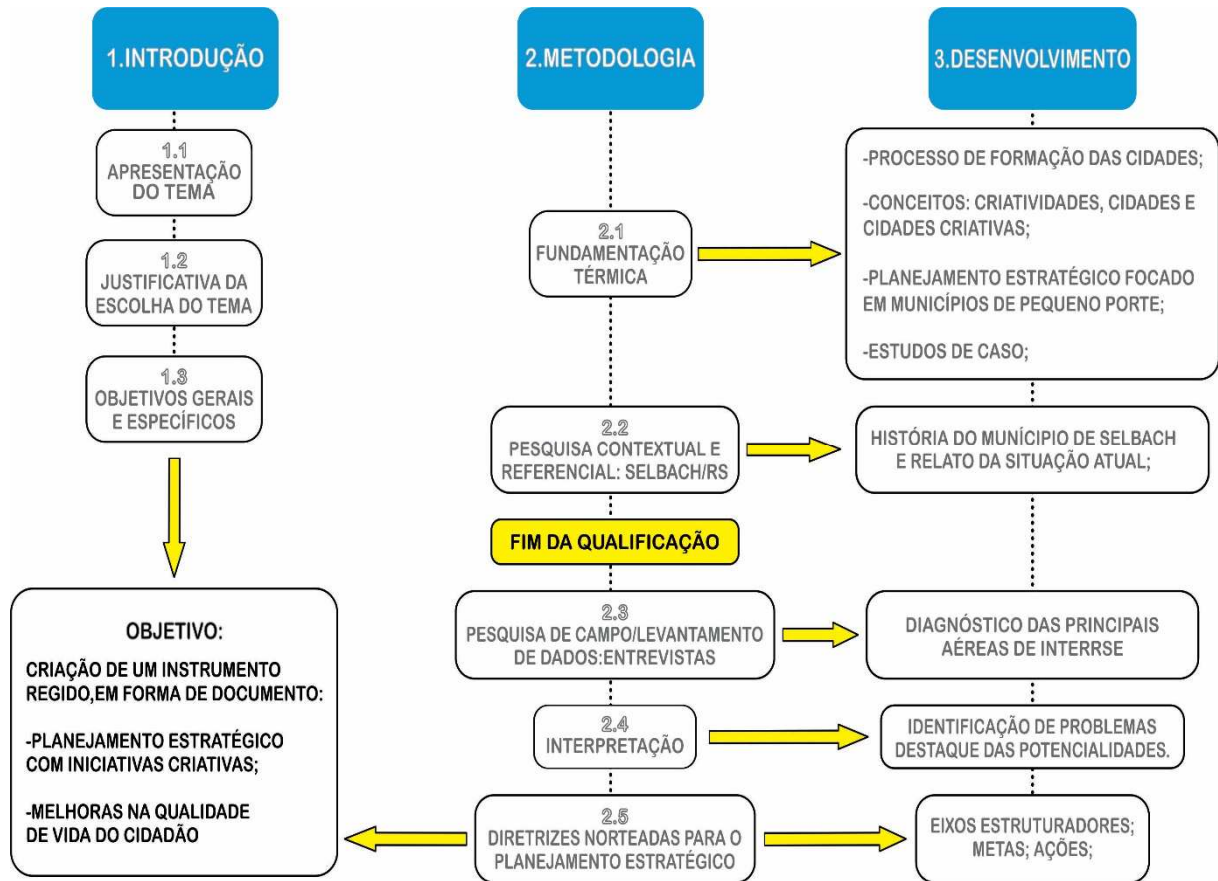 1.INTRODUÇÃO
1.1
APRESENTAÇÃO
DO TEMA
1.2
JUSTIFICATIVA DA
ESCOLHA DO TEMA
1.3
OBJETIVOS GERAIS
E ESPECÍFICOS
OBJETIVO:
CRIAÇÃO DE UM INSTRUMENTO
REGIDO,EM FORMA DE DOCUMENTO:
-PLANEJAMENTO ESTRATÉGICO
COM INICIATIVAS CRIATIVAS;
-MELHORAS NA QUALIDADE
DE VIDA DO CIDADÃO
2.METODOLOGIA
2.1
FUNDAMENTAÇÃO
TÉRMICA
2.2
PESQUISA CONTEXTUAL E
REFERENCIAL: SELBACH/RS
FIM DA QUALIFICAÇÃO
2.3
PESQUISA DE CAMPO/LEVANTAMENTO
DE DADOS:ENTREVISTAS
2.4
INTERPRETAÇÃO
2.5
DIRETRIZES NORTEADAS PARA O
PLANEJAMENTO ESTRATÉGICO
3.DESENVOLVIMENTO
-PROCESSO DE FORMAÇÃO DAS CIDADES;
-CONCEITOS: CRIATIVIDADES, CIDADES E
CIDADES CRIATIVAS;
-PLANEJAMENTO ESTRATÉGICO FOCADO
EM MUNICÍPIOS DE PEQUENO PORTE;
-ESTUDOS DE CASO;
HISTÓRIA DO MUNÍCIPIO DE SELBACH
E RELATO DA SITUAÇÃO ATUAL;
DIAGNÓSTICO DAS PRINCIPAIS
AÉREAS DE INTERRSE
IDENTIFICAÇÃO DE PROBLEMAS
DESTAQUE DAS POTENCIALIDADES.
EIXOS ESTRUTURADORES;
METAS; AÇÕES;